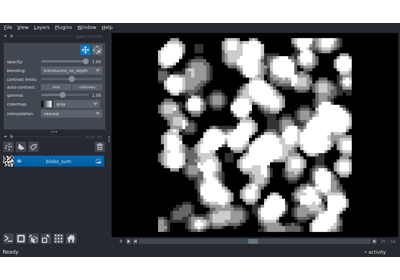 File View Layers Plugins Window Help
opacity: 1.00
blending: translucent_no_depth
contrast limits:
auto-contrast: once continuous
gamma: 1.00
colormap: gray
interpolation: nearest
blobs_sum
Ready
activity